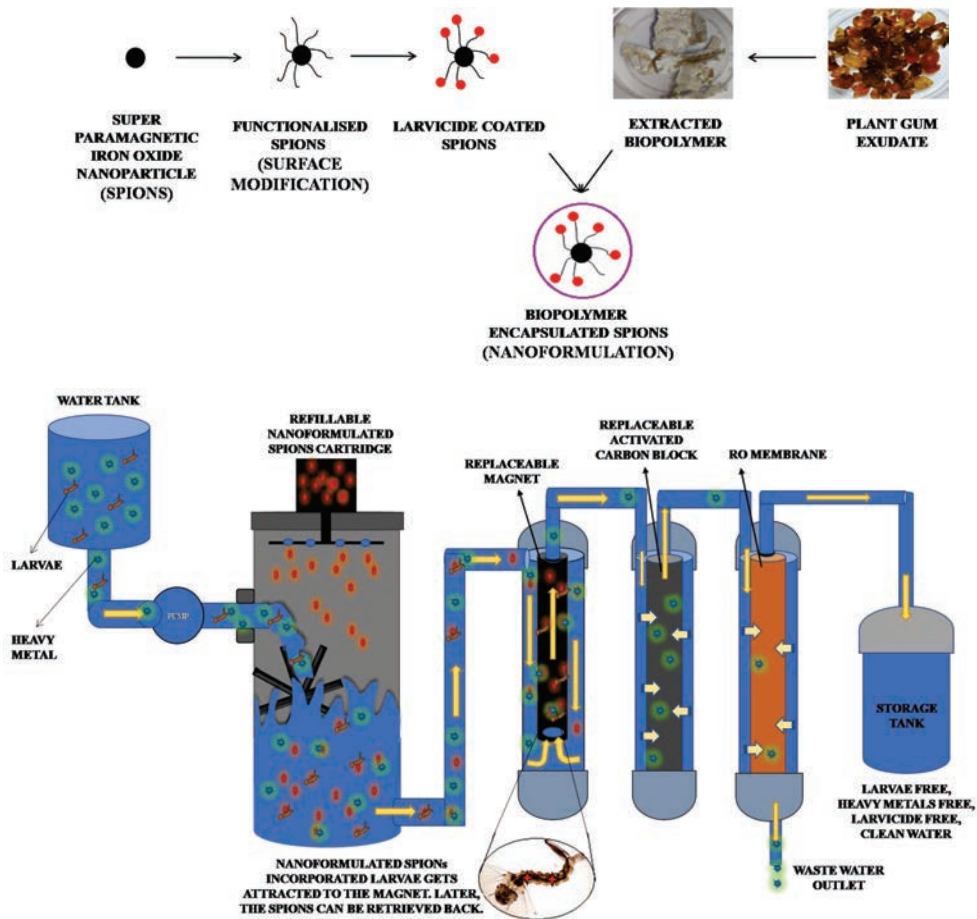 SUPER
PARAMAGNETIC
IRON OXIDE
NANOPARTICLE
(SPIONS)
FUNCTIONALISED
SPIONS
(SURFACE
MODIFICATION)
LARVICIDE COATED
SPIONS
EXTRACTED
BIOPOLYMER
PLANT GUM
EXUDATE
BIOPOLYMER
ENCAPSULATED SPIONS
(NANOFORMULATION)
WATER TANK
LARVAE
HEAVY
METAL
PUMP
REFILLABLE
NANOFORMULATED
SPIONS CARTRIDGE
REPLACEABLE
MAGNET
REPLACEABLE
ACTIVATED
CARBON BLOCK
RO MEMBRANE
STORAGE
TANK
LARVAE FREE,
HEAVY METALS FREE,
LARVICIDE FREE,
CLEAN WATER
WASTE WATER
OUTLET
NANOFORMULATED SPIONs
INCORPORATED LARVAE GETS
ATTRACTED TO THE MAGNET. LATER,
THE SPIONS CAN BE RETRIEVED BACK.